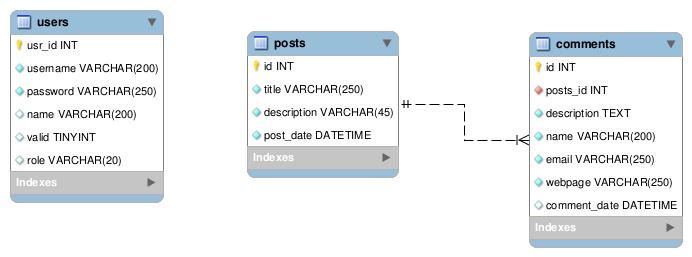 users
usr_id INT
username VARCHAR(200)
password VARCHAR(250)
name VARCHAR(200)
valid TINYINT
role VARCHAR(20)
Indexes
posts
id INT
title VARCHAR(250)
description VARCHAR(45)
post_date DATETIME
Indexes
comments
id INT
posts_id INT
description TEXT
name VARCHAR(200)
email VARCHAR(250)
webpage VARCHAR(250)
comment_date DATETIME
Indexes